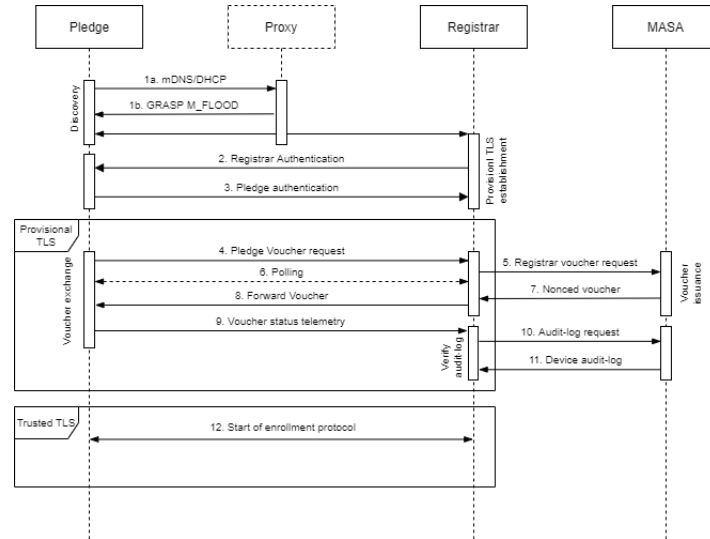 Pledge
Proxy
Registrar
MASA
1a. mDNS/DHCP
1b. GRASP M_FLOOD
Discovery
2. Registrar Authentication
3. Pledge authentication
Provisionl TLS
establishment
Provisional
TLS
4. Pledge Voucher request
5. Registrar voucher request
6. Polling
7. Nonced voucher
8. Forward Voucher
Voucher exchange
Voucher
issuance
9. Voucher status telemetry
10. Audit-log request
11. Device audit-log
Verify
audit-log
Trusted TLS
12. Start of enrollment protocol